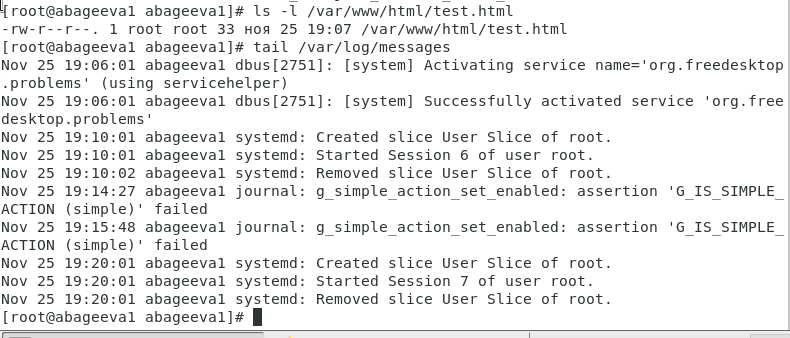 [root@abageeva1 abageeva1]# ls -l /var/www/html/test.html
-rw-r--r--. 1 root root 33 ноя 25 19:07 /var/www/html/test.html
[root@abageeva1 abageeva1]# tail /var/log/messages
Nov 25 19:06:01 abageeva1 dbus[2751]: [system] Activating service name='org.freedesktop
.problems' (using servicehelper)
Nov 25 19:06:01 abageeva1 dbus[2751]: [system] Successfully activated service 'org.free
desktop.problems'
Nov 25 19:10:01 abageeva1 systemd: Created slice User Slice of root.
Nov 25 19:10:01 abageeva1 systemd: Started Session 6 of user root.
Nov 25 19:10:02 abageeva1 systemd: Removed slice User Slice of root.
Nov 25 19:14:27 abageeva1 journal: g_simple_action_set_enabled: assertion 'G_IS_SIMPLE_
ACTION (simple)' failed
Nov 25 19:15:48 abageeva1 journal: g_simple_action_set_enabled: assertion 'G_IS_SIMPLE_
ACTION (simple)' failed
Nov 25 19:20:01 abageeva1 systemd: Created slice User Slice of root.
Nov 25 19:20:01 abageeva1 systemd: Started Session 7 of user root.
Nov 25 19:20:01 abageeva1 systemd: Removed slice User Slice of root.
[root@abageeva1 abageeva1]#